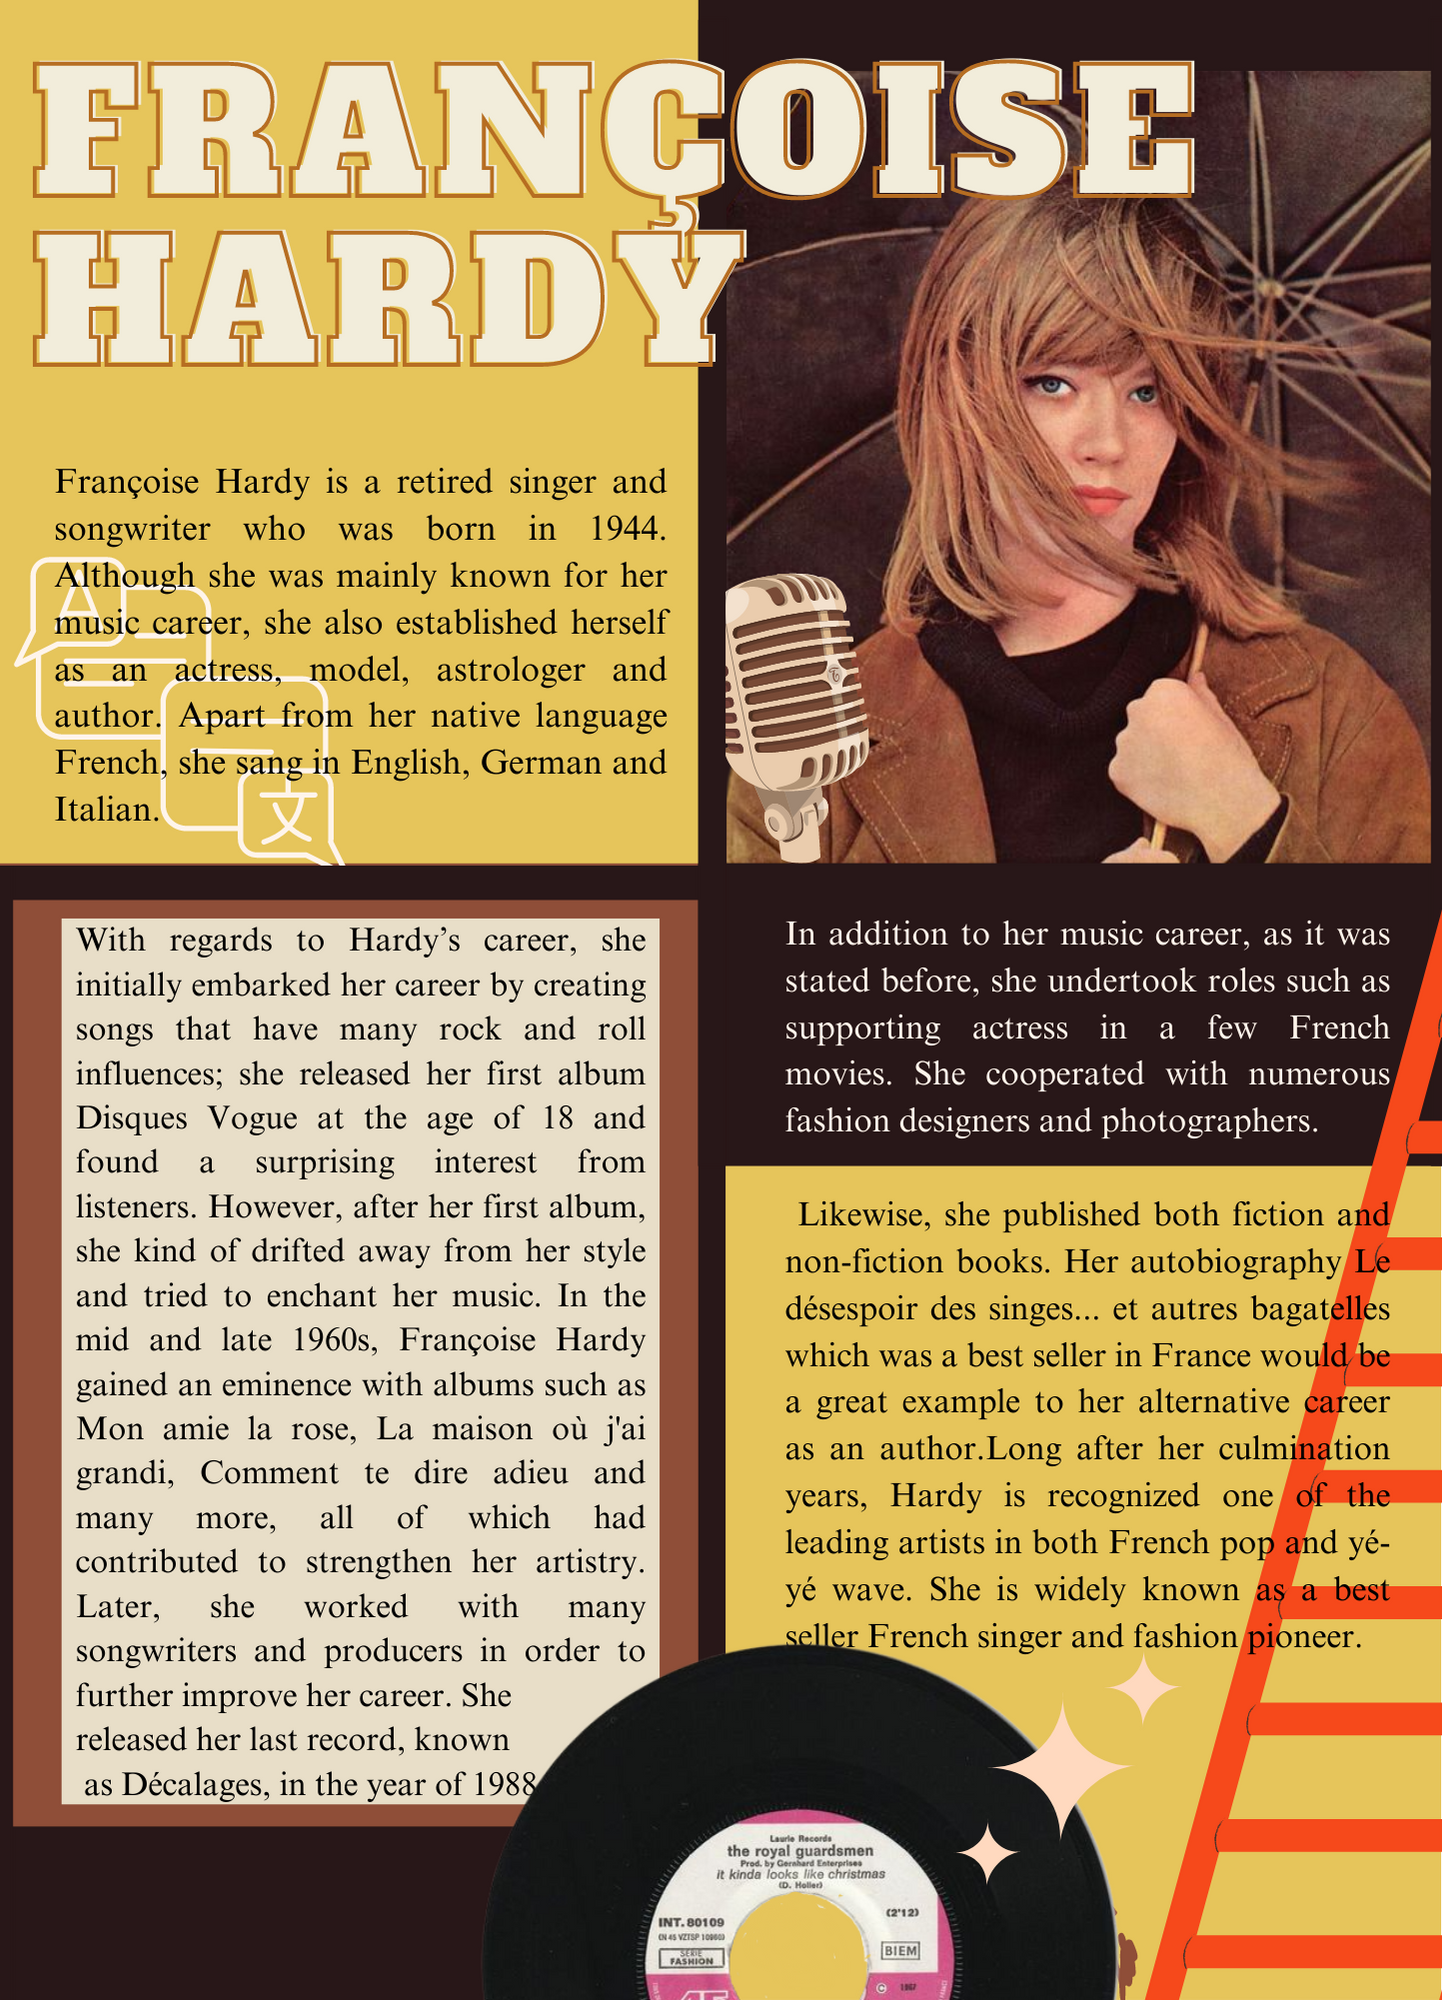 FRANÇOISE
HARDY
Françoise Hardy is a retired singer and
songwriter who was born in 1944.
Although she was mainly known for her
music career, she also established herself
as an actress, model, astrologer and
author. Apart from her native language
French, she sang in English, German and
Italian.
A
文
With regards to Hardy’s career, she
initially embarked her career by creating
songs that have many rock and roll
influences; she released her first album
Disques Vogue at the age of 18 and
found a surprising interest from
listeners. However, after her first album,
she kind of drifted away from her style
and tried to enchant her music. In the
mid and late 1960s, Françoise Hardy
gained an eminence with albums such as
Mon amie la rose, La maison où j'ai
grandi, Comment te dire adieu and
many more, all of which had
contributed to strengthen her artistry.
Later, she worked with many
songwriters and producers in order to
further improve her career. She
released her last record, known
as Décalages, in the year of 1988
In addition to her music career, as it was
stated before, she undertook roles such as
supporting actress in a few French
movies. She cooperated with numerous
fashion designers and photographers.
Likewise, she published both fiction and
non-fiction books. Her autobiography Le
désespoir des singes... et autres bagatelles
which was a best seller in France would be
a great example to her alternative career
as an author.Long after her culmination
years, Hardy is recognized one of the
leading artists in both French pop and yé-
yé wave. She is widely known as a best
seller French singer and fashion pioneer.
Laurie Records
the royal guardsmen
Prod. by Gernhard Enterprises
it kinda looks like christmas
(D. Holler)
(2'12)
INT. 80109
SERIE
FASHION
BIEM
© 1967
45